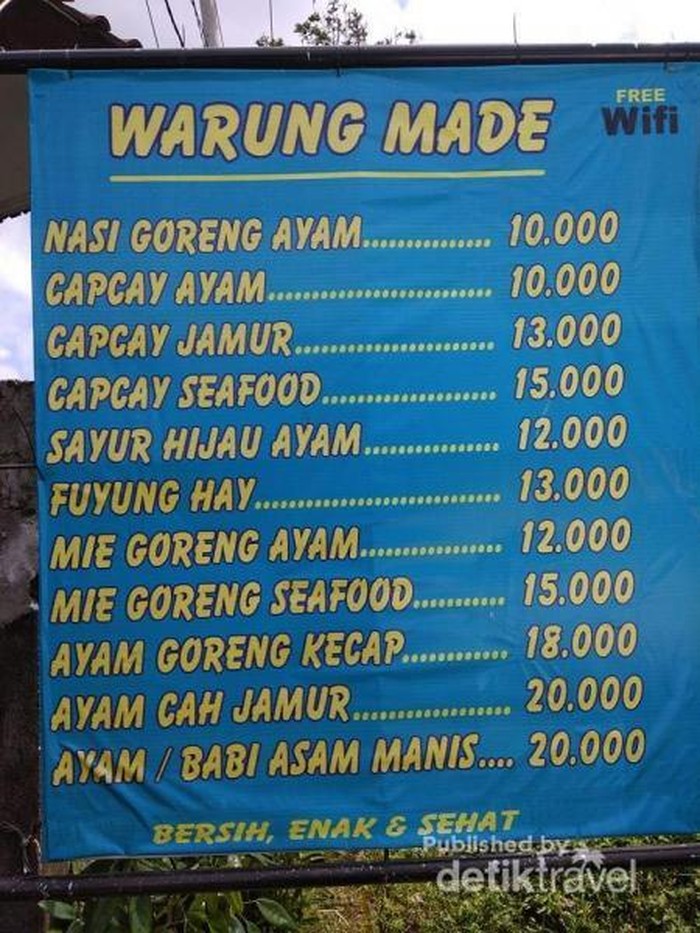 WARUNG MADE
FREE
Wifi
NASI GORENG AYAM............... 10.000
CAPCAY AYAM.......................... 10.000
CAPCAY JAMUR....................... 13.000
CAPCAY SEAFOOD.................... 15.000
SAYUR HIJAU AYAM............... 12.000
FUYUNG HAY........................... 13.000
MIE GORENG AYAM................ 12.000
MIE GORENG SEAFOOD.......... 15.000
AYAM GORENG KECAP............ 18.000
AYAM CAH JAMUR.................. 20.000
AYAM / BABI ASAM MANIS.... 20.000
BERSIH, ENAK & SEHAT
Published by
detiktravel